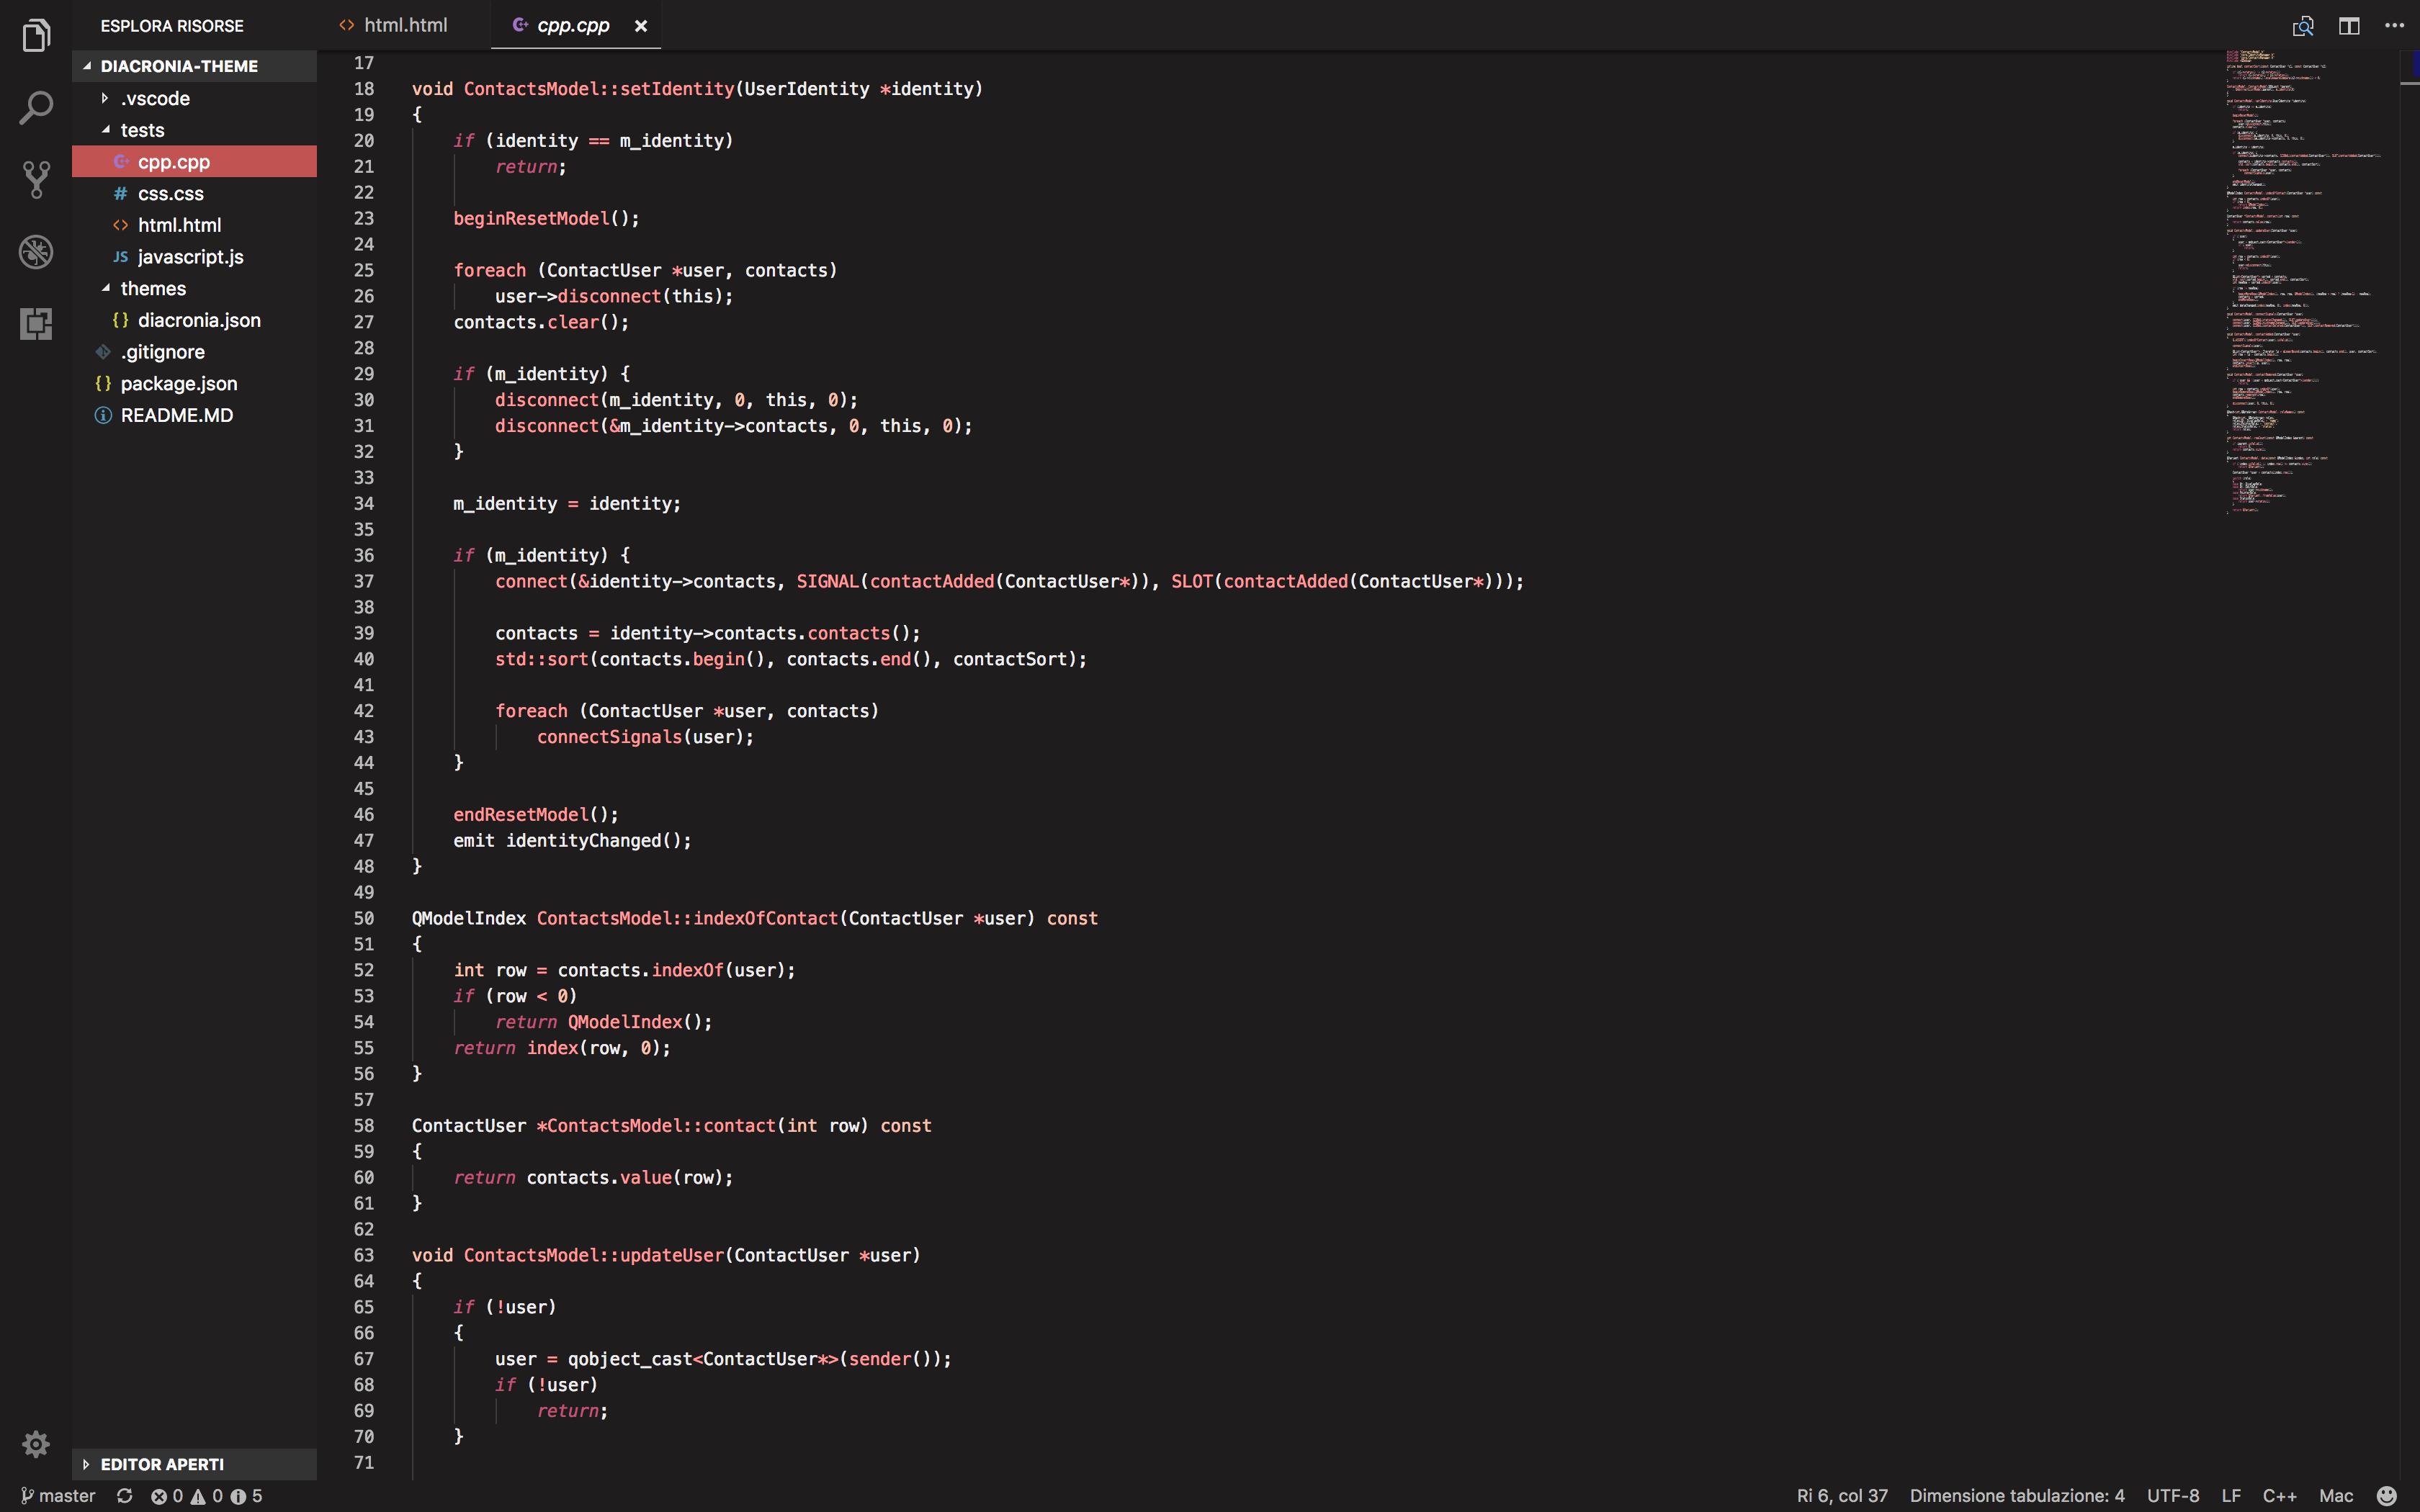 ESPLORA RISORSE
DIACRONIA-THEME
.vscode
tests
cpp.cpp
# css.css
<> html.html
JS javascript.js
themes
{} diacronia.json
.gitignore
{} package.json
README.MD
EDITOR APERTI
<> html.html
cpp.cpp
17
18 void ContactsModel::setIdentity(UserIdentity *identity)
19 {
20     if (identity == m_identity)
21         return;
22
23     beginResetModel();
24
25     foreach (ContactUser *user, contacts)
26         user->disconnect(this);
27     contacts.clear();
28
29     if (m_identity) {
30         disconnect(m_identity, 0, this, 0);
31         disconnect(&m_identity->contacts, 0, this, 0);
32     }
33
34     m_identity = identity;
35
36     if (m_identity) {
37         connect(&identity->contacts, SIGNAL(contactAdded(ContactUser*)), SLOT(contactAdded(ContactUser*)));
38
39         contacts = identity->contacts.contacts();
40         std::sort(contacts.begin(), contacts.end(), contactSort);
41
42         foreach (ContactUser *user, contacts)
43             connectSignals(user);
44     }
45
46     endResetModel();
47     emit identityChanged();
48 }
49
50 QModelIndex ContactsModel::indexOfContact(ContactUser *user) const
51 {
52     int row = contacts.indexOf(user);
53     if (row < 0)
54         return QModelIndex();
55     return index(row, 0);
56 }
57
58 ContactUser *ContactsModel::contact(int row) const
59 {
60     return contacts.value(row);
61 }
62
63 void ContactsModel::updateUser(ContactUser *user)
64 {
65     if (!user)
66     {
67         user = qobject_cast<ContactUser*>(sender());
68         if (!user)
69             return;
70     }
71
master 0 0 5
Ri 6, col 37 Dimensione tabulazione: 4 UTF-8 LF C++ Mac